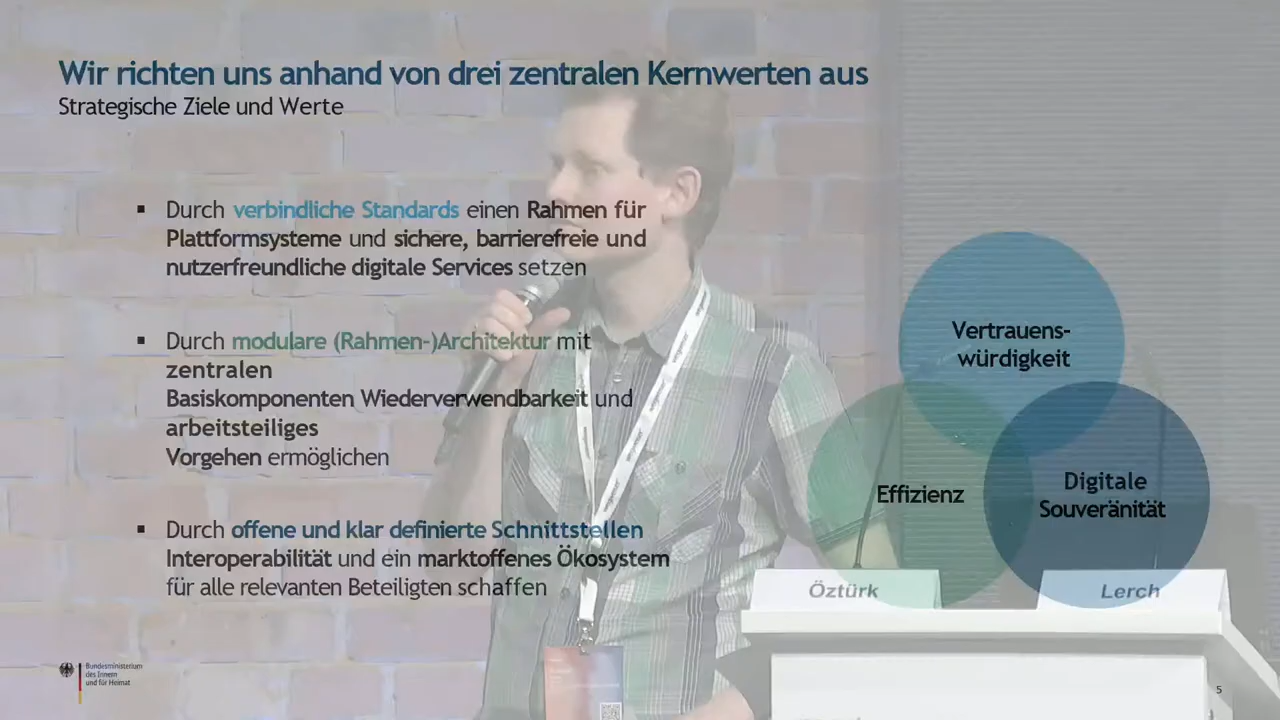 Wir richten uns anhand von drei zentralen Kernwerten aus
Strategische Ziele und Werte
▪ Durch verbindliche Standards einen Rahmen für
Plattformsysteme und sichere, barrierefreie und
nutzerfreundliche digitale Services setzen
▪ Durch modulare (Rahmen-)Architektur mit
zentralen
Basiskomponenten Wiederverwendbarkeit und
arbeitsteiliges
Vorgehen ermöglichen
▪ Durch offene und klar definierte Schnittstellen
Interoperabilität und ein marktoffenes Ökosystem
für alle relevanten Beteiligten schaffen
Vertrauens-
würdigkeit
Effizienz
Digitale
Souveränität
Öztürk
Lerch
Bundesministerium
des Innern
und für Heimat
5